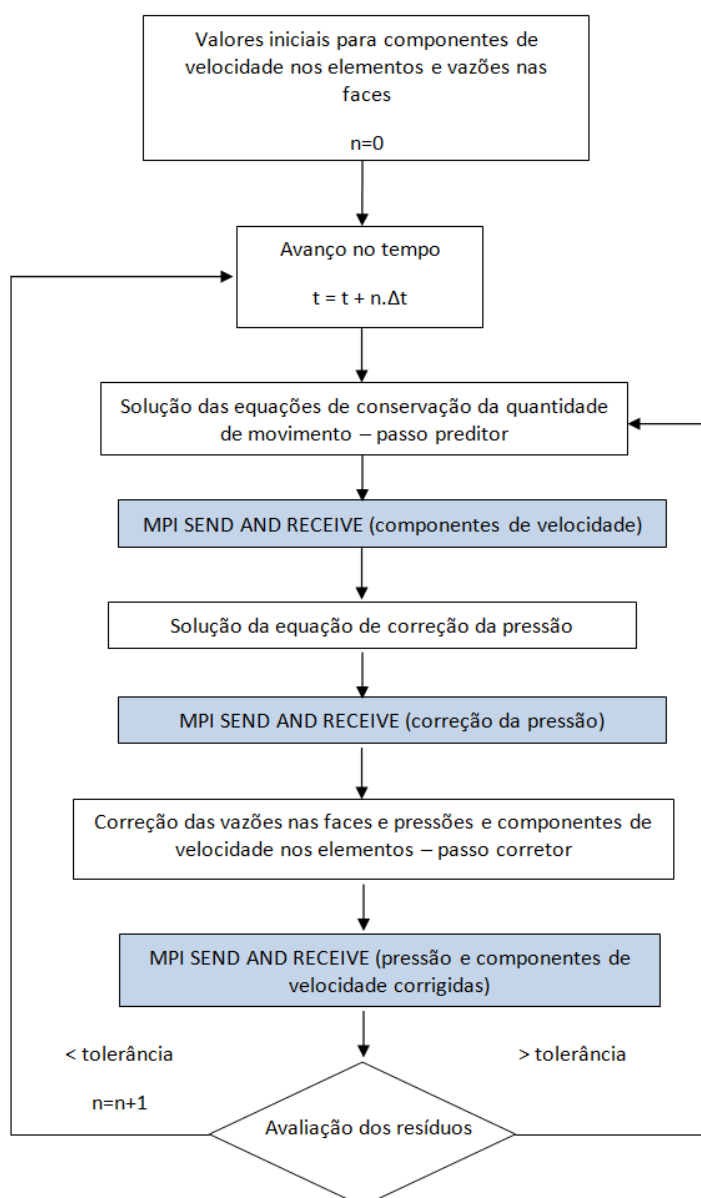 Valores iniciais para componentes de
velocidade nos elementos e vazões nas
faces
n=0
Avanço no tempo
t = t + n.Δt
Solução das equações de conservação da quantidade
de movimento – passo preditor
MPI SEND AND RECEIVE (componentes de velocidade)
Solução da equação de correção da pressão
MPI SEND AND RECEIVE (correção da pressão)
Correção das vazões nas faces e pressões e componentes de
velocidade nos elementos – passo corretor
MPI SEND AND RECEIVE (pressão e componentes de
velocidade corrigidas)
< tolerância
> tolerância
n=n+1
Avaliação dos resíduos